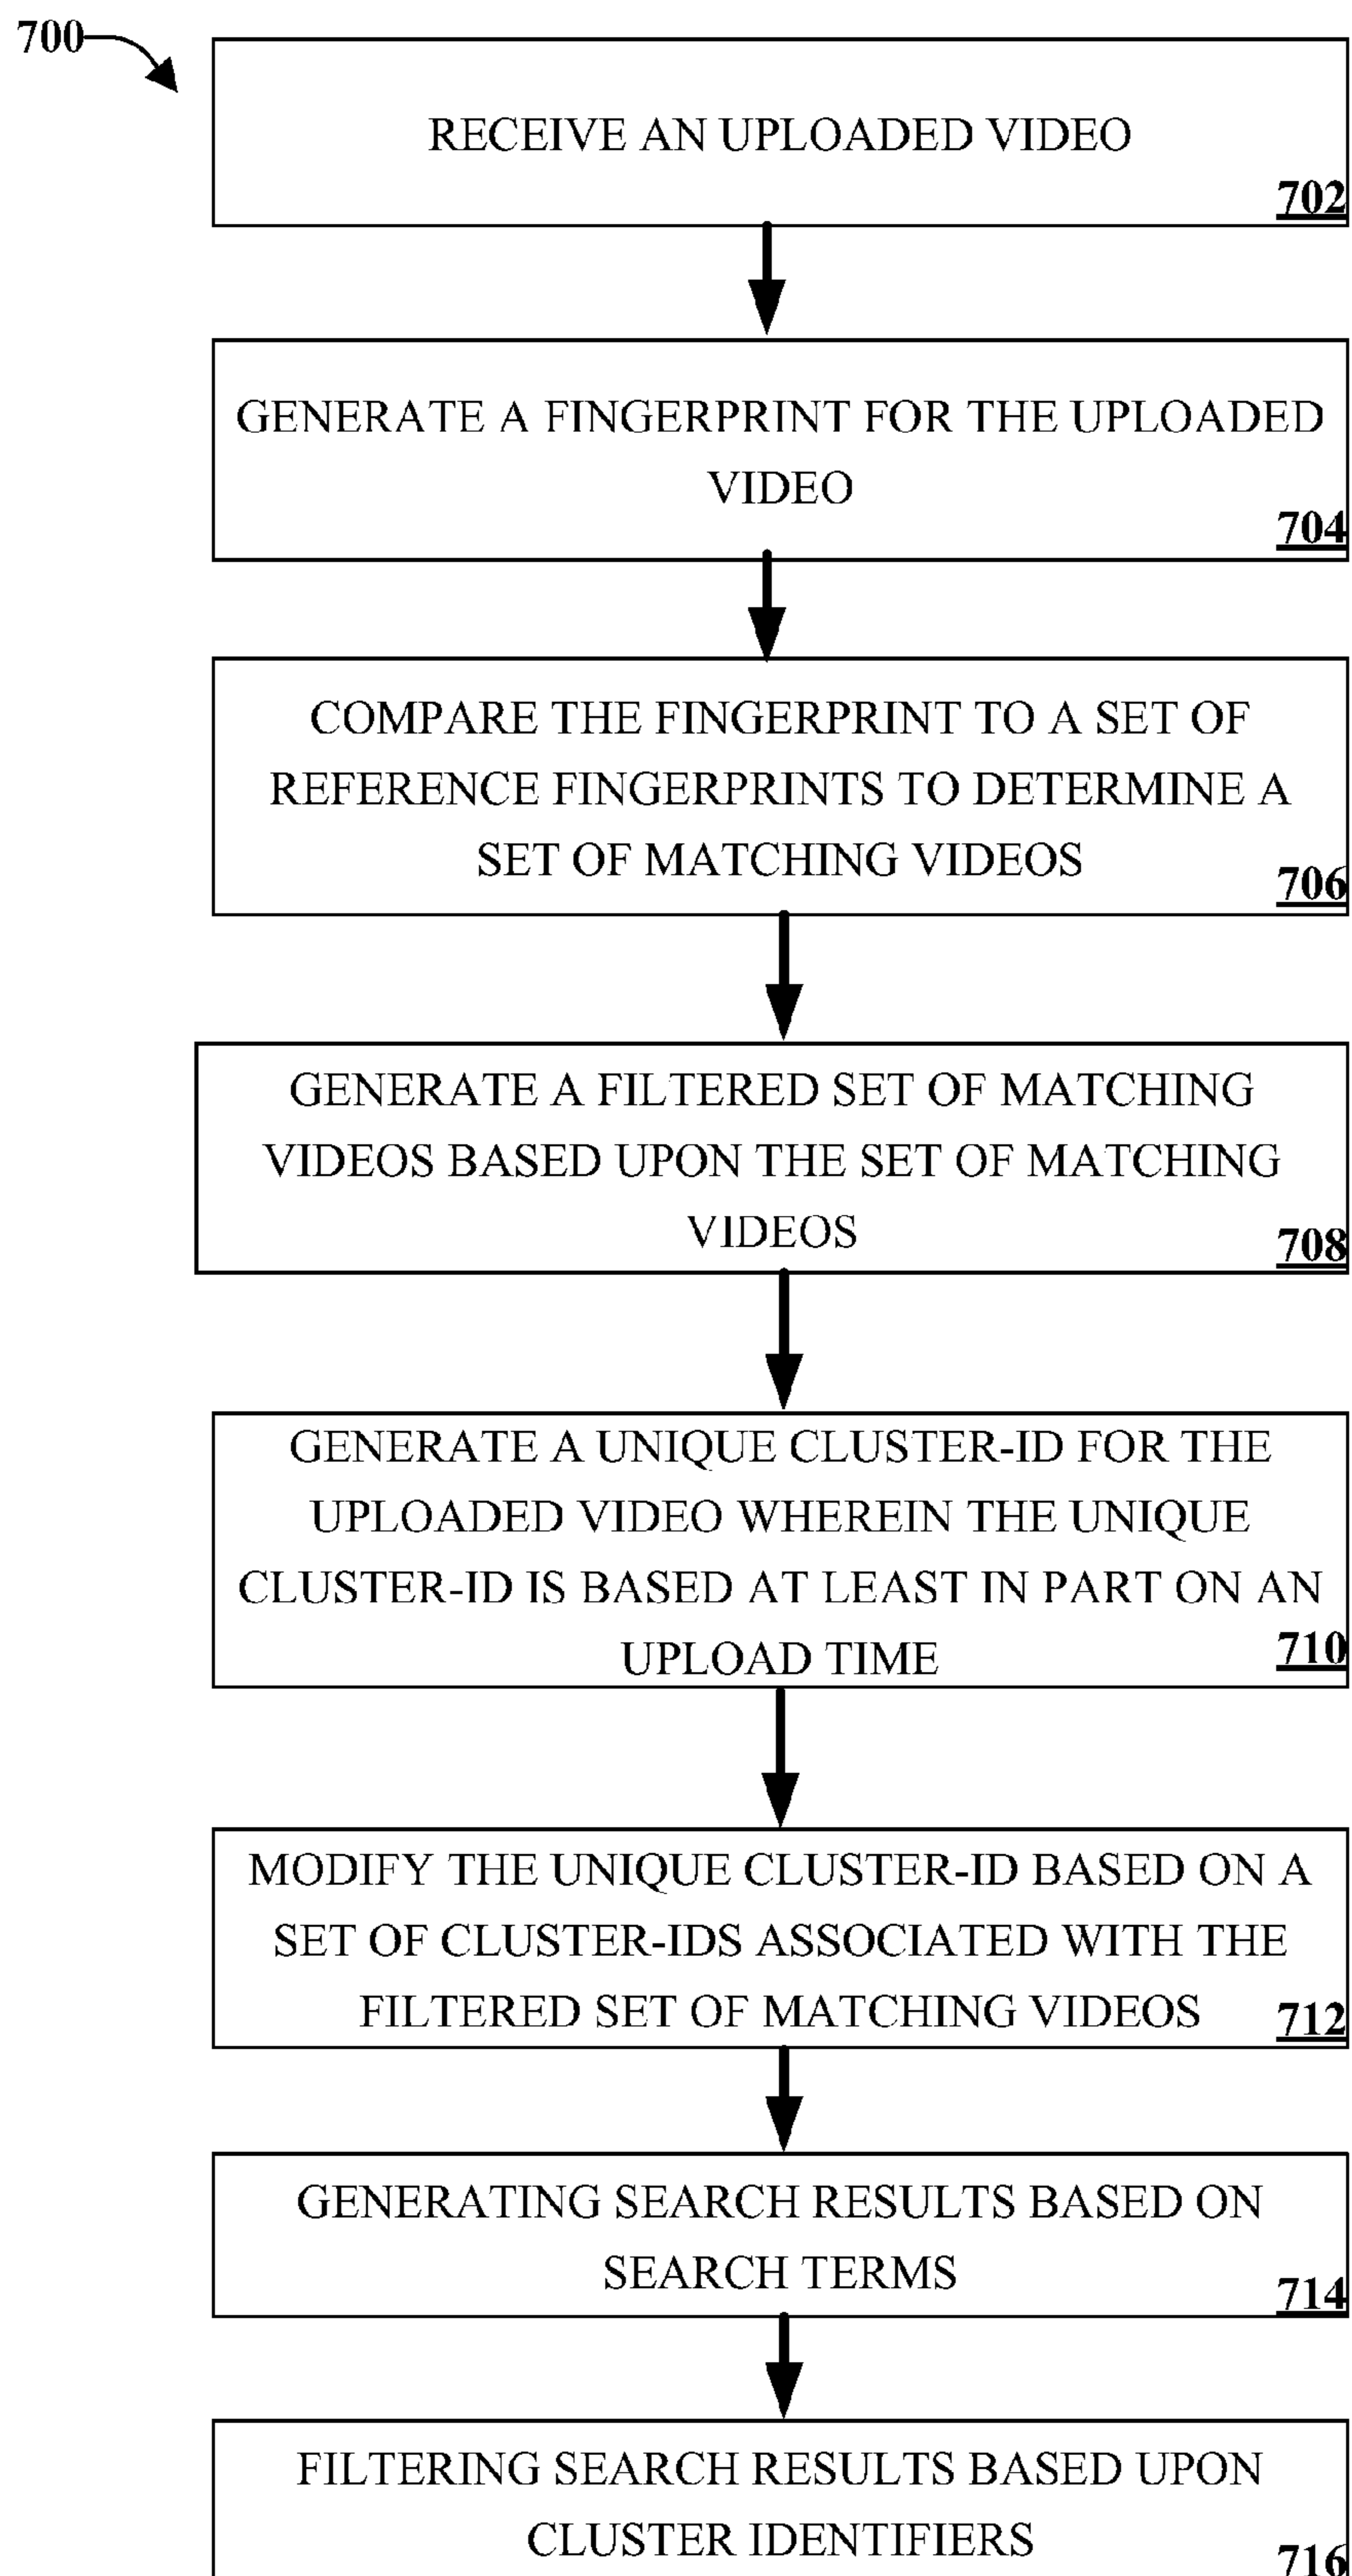 700
RECEIVE AN UPLOADED VIDEO
702
GENERATE A FINGERPRINT FOR THE UPLOADED
VIDEO
704
COMPARE THE FINGERPRINT TO A SET OF
REFERENCE FINGERPRINTS TO DETERMINE A
SET OF MATCHING VIDEOS
706
GENERATE A FILTERED SET OF MATCHING
VIDEOS BASED UPON THE SET OF MATCHING
VIDEOS
708
GENERATE A UNIQUE CLUSTER-ID FOR THE
UPLOADED VIDEO WHEREIN THE UNIQUE
CLUSTER-ID IS BASED AT LEAST IN PART ON AN
UPLOAD TIME
710
MODIFY THE UNIQUE CLUSTER-ID BASED ON A
SET OF CLUSTER-IDS ASSOCIATED WITH THE
FILTERED SET OF MATCHING VIDEOS
712
GENERATING SEARCH RESULTS BASED ON
SEARCH TERMS
714
FILTERING SEARCH RESULTS BASED UPON
CLUSTER IDENTIFIERS
716